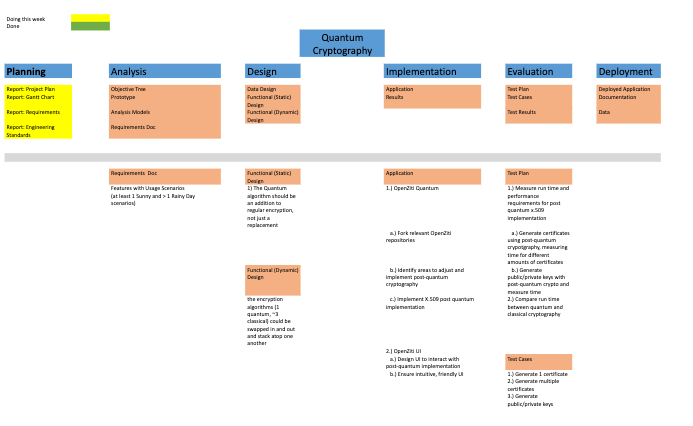 Doing this week
Done
Quantum
Cryptography
Planning
Analysis
Design
Implementation
Evaluation
Deployment
Report: Project Plan
Report: Gantt Chart
Report: Requirements
Report: Engineering
Standards
Objective Tree
Prototype
Analysis Models
Requirements Doc
Data Design
Functional (Static)
Design
Functional (Dynamic)
Design
Application
Results
Test Plan
Test Cases
Test Results
Deployed Application
Documentation
Data
Requirements Doc
Features with Usage Scenarios
(at least 1 Sunny and > 1 Rainy Day
scenarios)
Functional (Static)
Design
1) The Quantum
algorithm should be
an addition to
regular encryption,
not just a
replacement
Functional (Dynamic)
Design
the encryption
algorithms (1
quantum, ~3
classical) could be
swapped in and out
and stack atop one
another
Application
1.) OpenZiti Quantum
a.) Fork relevant OpenZiti
repositories
b.) Identify areas to adjust and
implement post-quantum
cryptography
c.) Implement X.509 post quantum
implementation
2.) OpenZiti UI
a.) Design UI to interact with
post-quantum implementation
b.) Ensure intuitive, friendly UI
Test Plan
1.) Measure run time and
performance
requirements for post
quantum x.509
implementation
a.) Generate certificates
using post-quantum
crypotgraphy, measuring
time for different
amounts of certificates
b.) Generate
public/private keys with
post-quantum crypto and
measure time
2.) Compare run time
between quantum and
classical cryptography
Test Cases
1.) Generate 1 certificate
2.) Generate multiple
certificates
3.) Generate
public/private keys